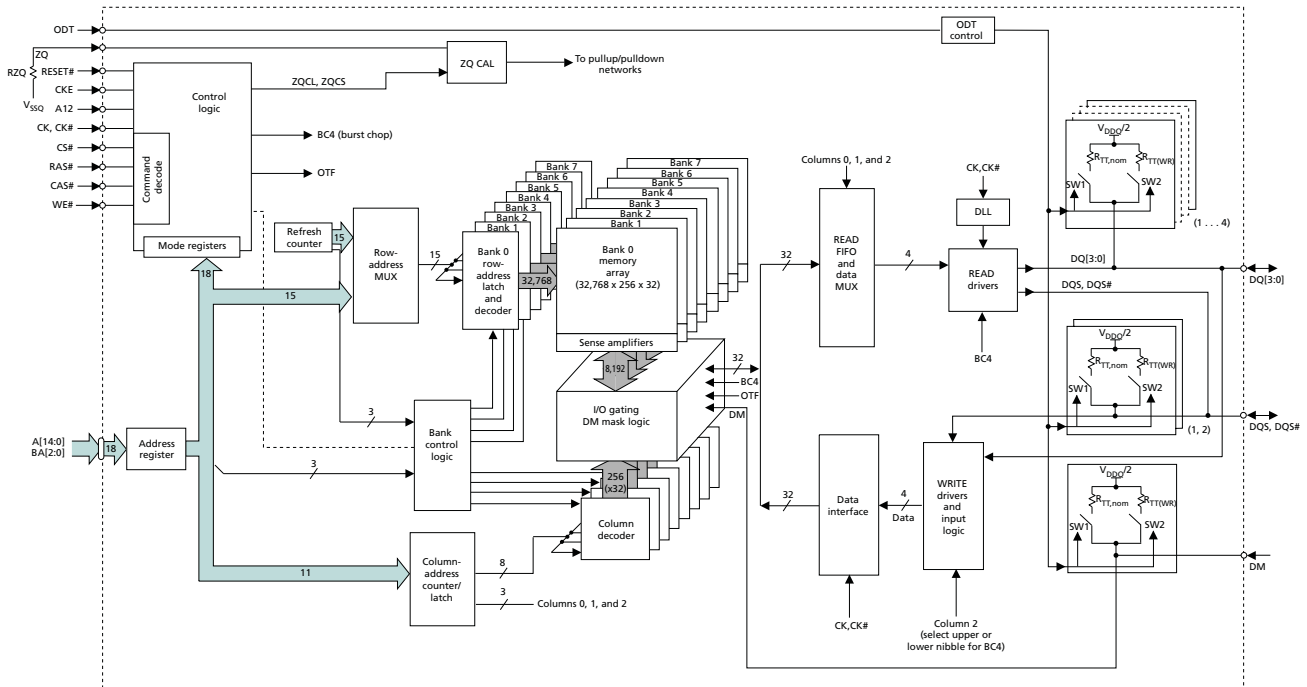 ODT
ODT
control
ZQ
RZQ
VSSQ
RESET#
CKE
A12
CK, CK#
CS#
RAS#
CAS#
WE#
Control
logic
Command
decode
Mode registers
ZQCL, ZQCS
ZQ CAL
To pullup/pulldown
networks
BC4 (burst chop)
OTF
Refresh
counter
15
Row-
address
MUX
15
18
15
Bank 7
Bank 6
Bank 5
Bank 4
Bank 3
Bank 2
Bank 1
Bank 0
row-
address
latch
and
decoder
32,768
Bank 7
Bank 6
Bank 5
Bank 4
Bank 3
Bank 2
Bank 1
Bank 0
memory
array
(32,768 x 256 x 32)
Sense amplifiers
8,192
I/O gating
DM mask logic
32
BC4
OTF
DM
3
Bank
control
logic
3
A[14:0]
BA[2:0]
18
Address
register
256
(x32)
Column
decoder
11
Column-
address
counter/
latch
8
3
Columns 0, 1, and 2
Columns 0, 1, and 2
32
READ
FIFO
and
data
MUX
4
CK,CK#
DLL
READ
drivers
BC4
DQ[3:0]
DQS, DQS#
DQ[3:0]
VDDQ/2
RTT,nom
RTT(WR)
SW1
SW2
(1 . . . 4)
VDDQ/2
RTT,nom
RTT(WR)
SW1
SW2
(1, 2)
DQS, DQS#
VDDQ/2
RTT,nom
RTT(WR)
SW1
SW2
DM
32
Data
interface
4
Data
WRITE
drivers
and
input
logic
CK,CK#
Column 2
(select upper or
lower nibble for BC4)